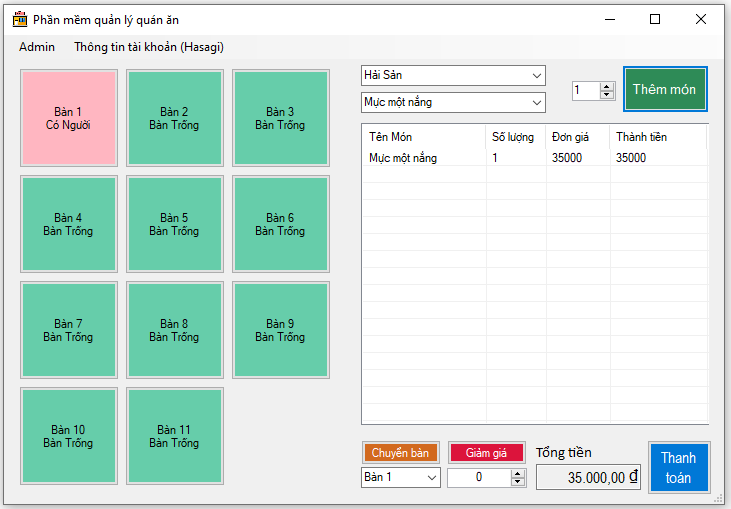 Phần mềm quản lý quán ăn
Admin Thông tin tài khoản (Hasagi)
Bàn 1
Có Người
Bàn 2
Bàn Trống
Bàn 3
Bàn Trống
Bàn 4
Bàn Trống
Bàn 5
Bàn Trống
Bàn 6
Bàn Trống
Bàn 7
Bàn Trống
Bàn 8
Bàn Trống
Bàn 9
Bàn Trống
Bàn 10
Bàn Trống
Bàn 11
Bàn Trống
Hải Sản
Mực một nắng
1
Thêm món
Tên Món Số lượng Đơn giá Thành tiền
Mực một nắng 1 35000 35000
Chuyển bàn
Giảm giá
Tổng tiền
Bàn 1
0
35.000,00 ₫
Thanh
toán